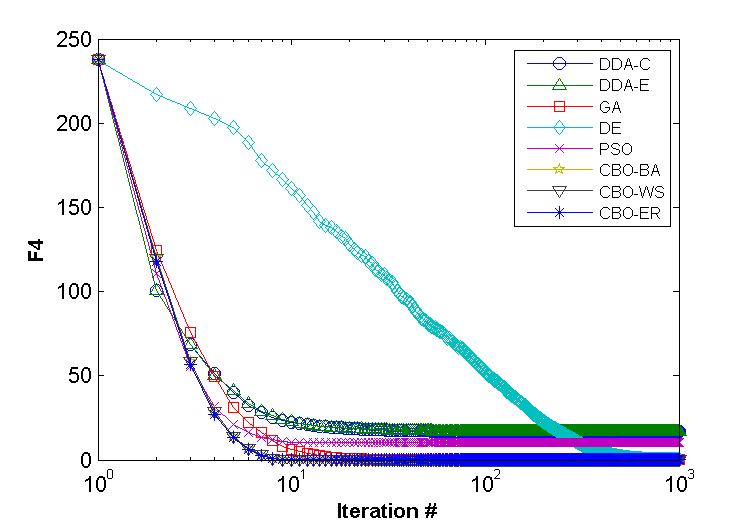 250
200
150
100
50
0
F4
10^0
10^1
10^2
10^3
Iteration #
DDA-C
DDA-E
GA
DE
PSO
CBO-BA
CBO-WS
CBO-ER